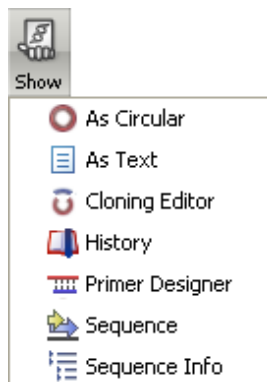 Show
As Circular
As Text
Cloning Editor
History
Primer Designer
Sequence
Sequence Info